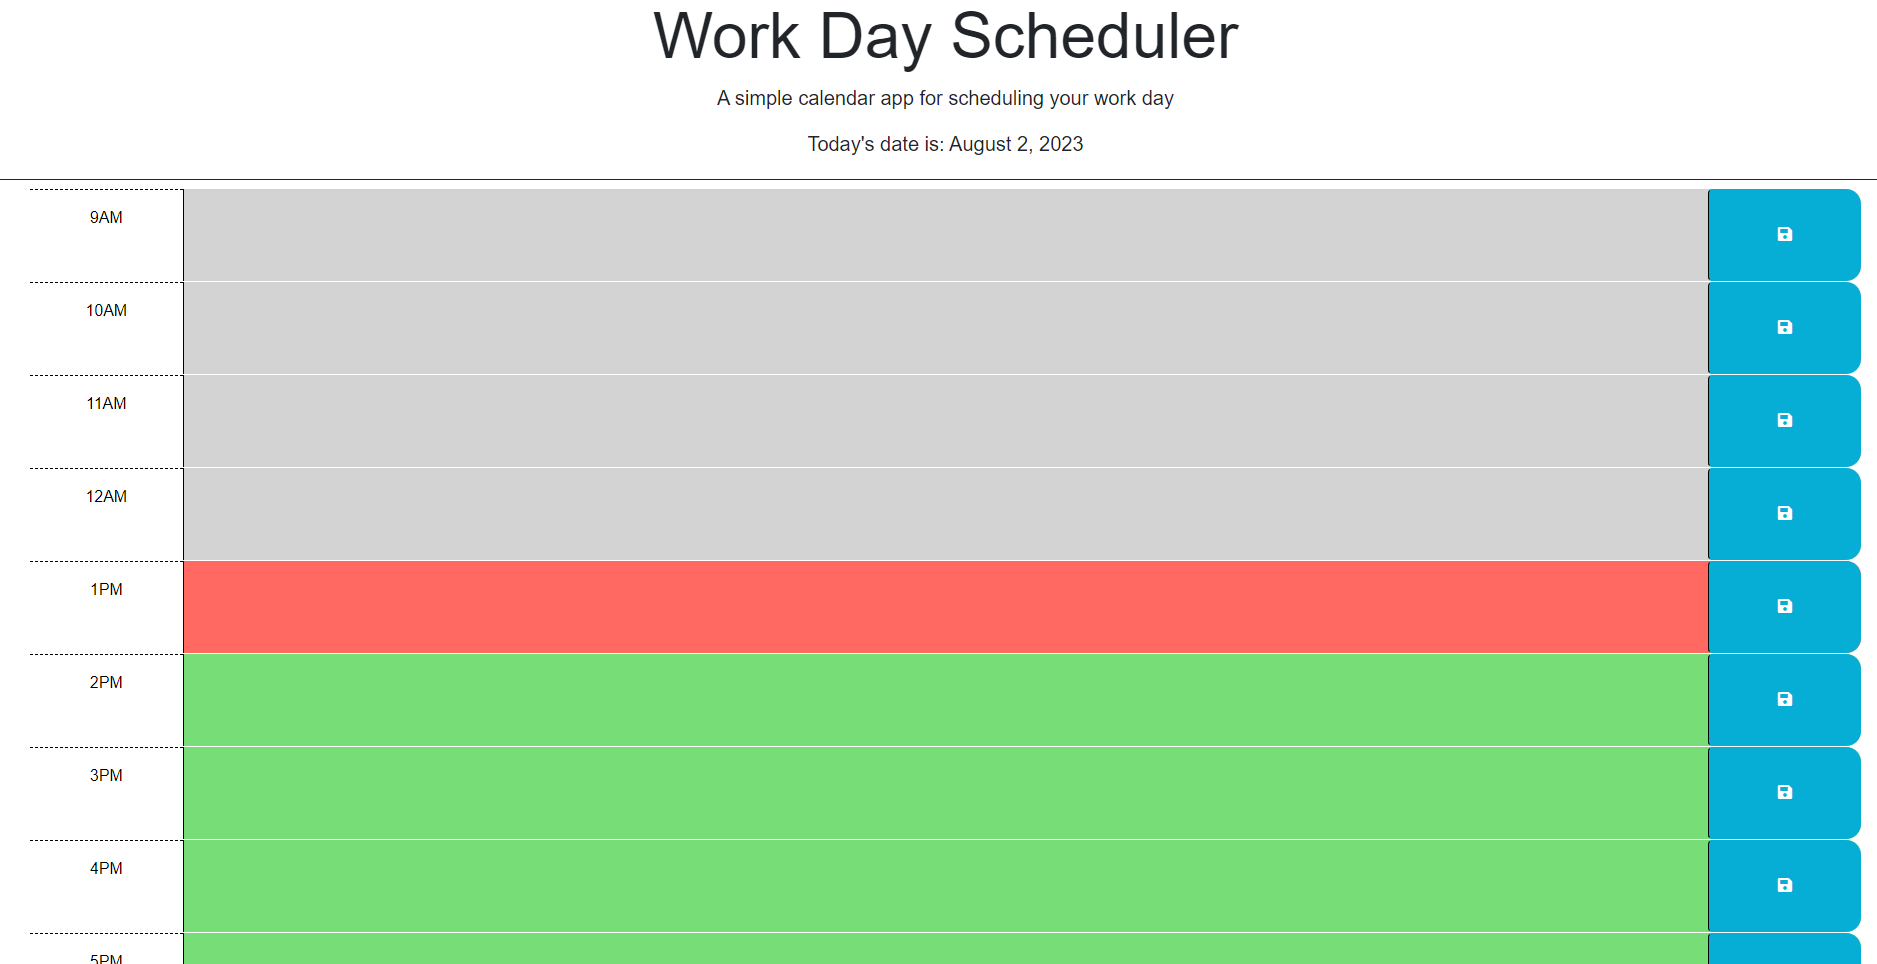 Work Day Scheduler
A simple calendar app for scheduling your work day
Today's date is: August 2, 2023
9AM
10AM
11AM
12AM
1PM
2PM
3PM
4PM
5PM